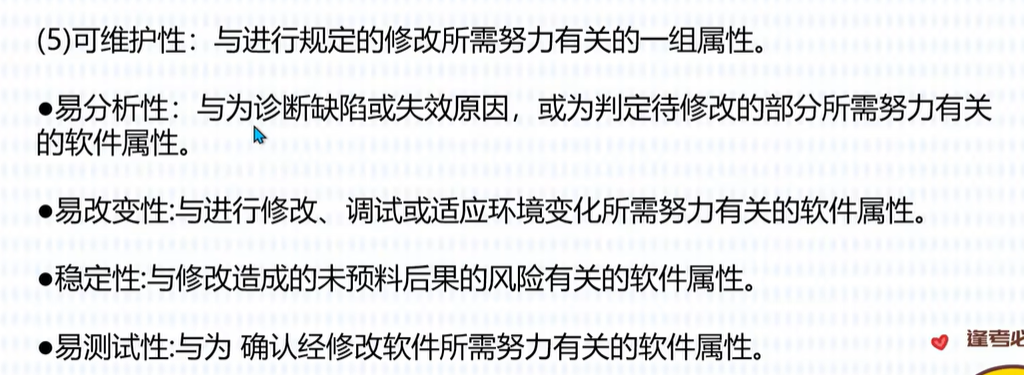 (5)可维护性：与进行规定的修改所需努力有关的一组属性。
●易分析性：与为诊断缺陷或失效原因，或为判定待修改的部分所需努力有关
的软件属性。
●易改变性:与进行修改、调试或适应环境变化所需努力有关的软件属性。
●稳定性:与修改造成的未预料后果的风险有关的软件属性。
●易测试性:与为 确认经修改软件所需努力有关的软件属性。
逢考必